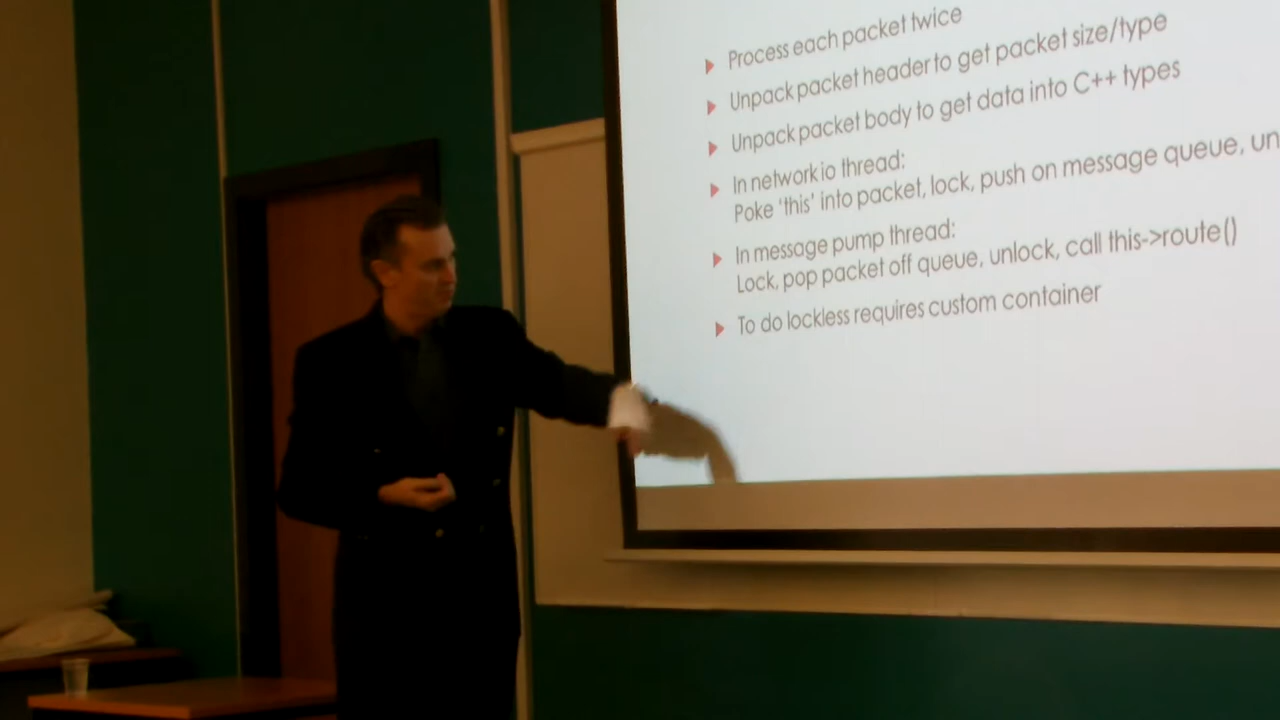 Process each packet twice
Unpack packet header to get packet size/type
Unpack packet body to get data into C++ types
In network io thread:
Poke 'this' into packet, lock, push on message queue, un
In message pump thread:
Lock, pop packet off queue, unlock, call this->route()
To do lockless requires custom container